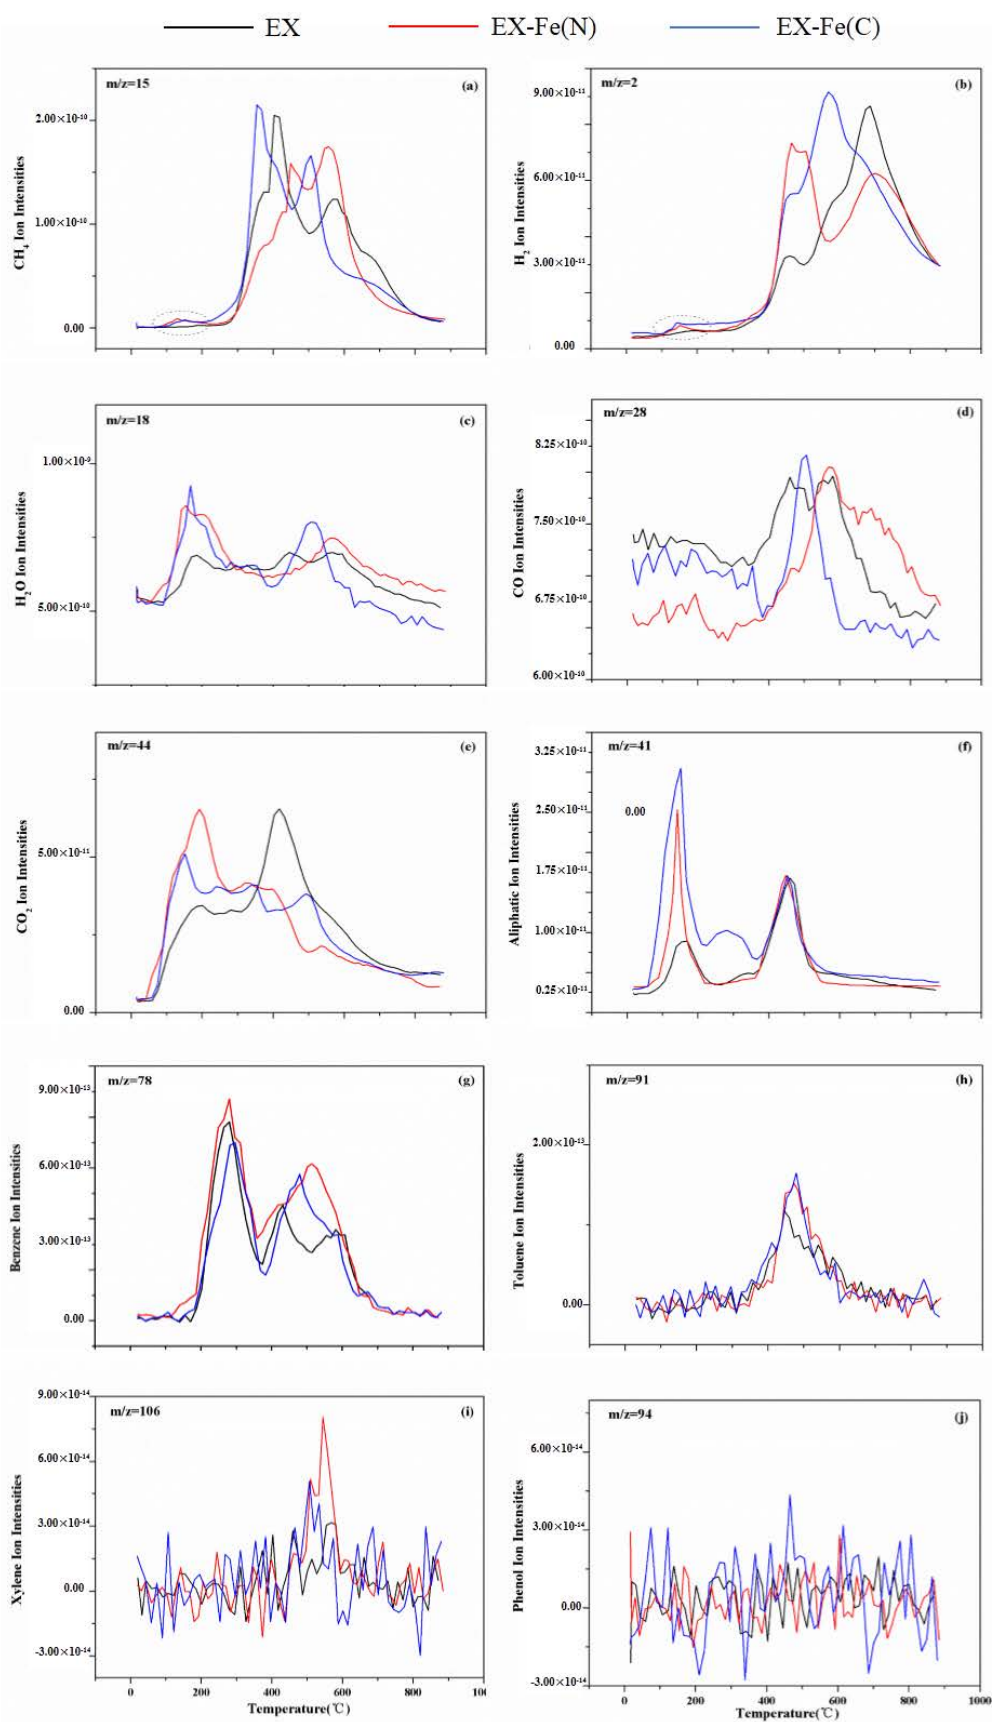 EX EX-Fe(N) EX-Fe(C)
m/z=15 (a)
2.00×10⁻¹⁰
1.00×10⁻¹⁰
0.00
CH₄ Ion Intensities
m/z=2 (b)
9.00×10⁻¹¹
6.00×10⁻¹¹
3.00×10⁻¹¹
0.00
H₂ Ion Intensities
m/z=18 (c)
1.00×10⁻⁹
5.00×10⁻¹⁰
H₂O Ion Intensities
m/z=28 (d)
8.25×10⁻¹⁰
7.50×10⁻¹⁰
6.75×10⁻¹⁰
6.00×10⁻¹⁰
CO Ion Intensities
m/z=44 (e)
5.00×10⁻¹¹
0.00
CO₂ Ion Intensities
m/z=41 (f)
3.25×10⁻¹¹
0.00
2.50×10⁻¹¹
1.75×10⁻¹¹
1.00×10⁻¹¹
0.25×10⁻¹¹
Aliphatic Ion Intensities
m/z=78 (g)
9.00×10⁻¹³
6.00×10⁻¹³
3.00×10⁻¹³
0.00
Benzene Ion Intensities
m/z=91 (h)
2.00×10⁻¹³
0.00
Toluene Ion Intensities
m/z=106 (i)
9.00×10⁻¹⁴
6.00×10⁻¹⁴
3.00×10⁻¹⁴
0.00
-3.00×10⁻¹⁴
Xylene Ion Intensities
0 200 400 600 800 10
Temperature(℃)
m/z=94 (j)
6.00×10⁻¹⁴
3.00×10⁻¹⁴
0.00
-3.00×10⁻¹⁴
Phenol Ion Intensities
0 200 400 600 800 1000
Temperature(℃)